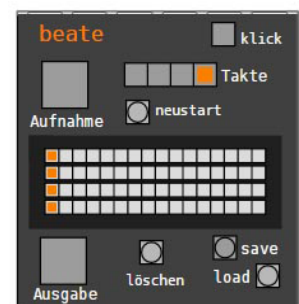 beate
klick
Takte
Aufnahme
neustart
save
löschen
load
Ausgabe